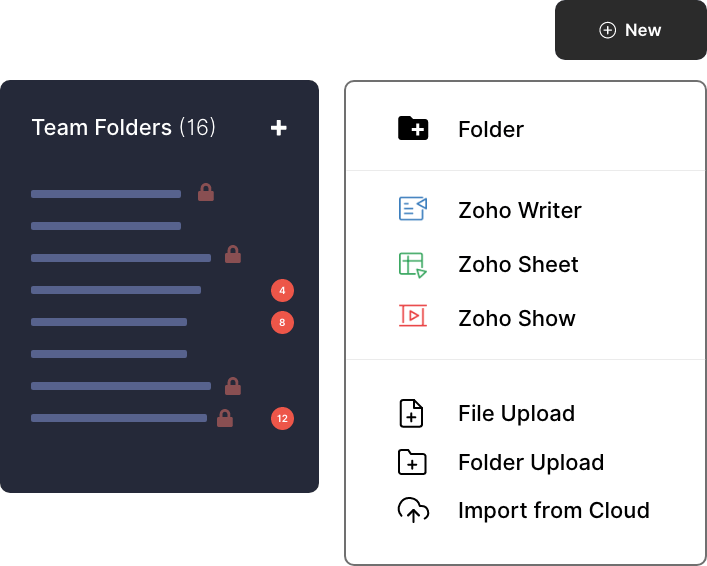 New
Team Folders (16)
4
8
12
Folder
Zoho Writer
Zoho Sheet
Zoho Show
File Upload
Folder Upload
Import from Cloud